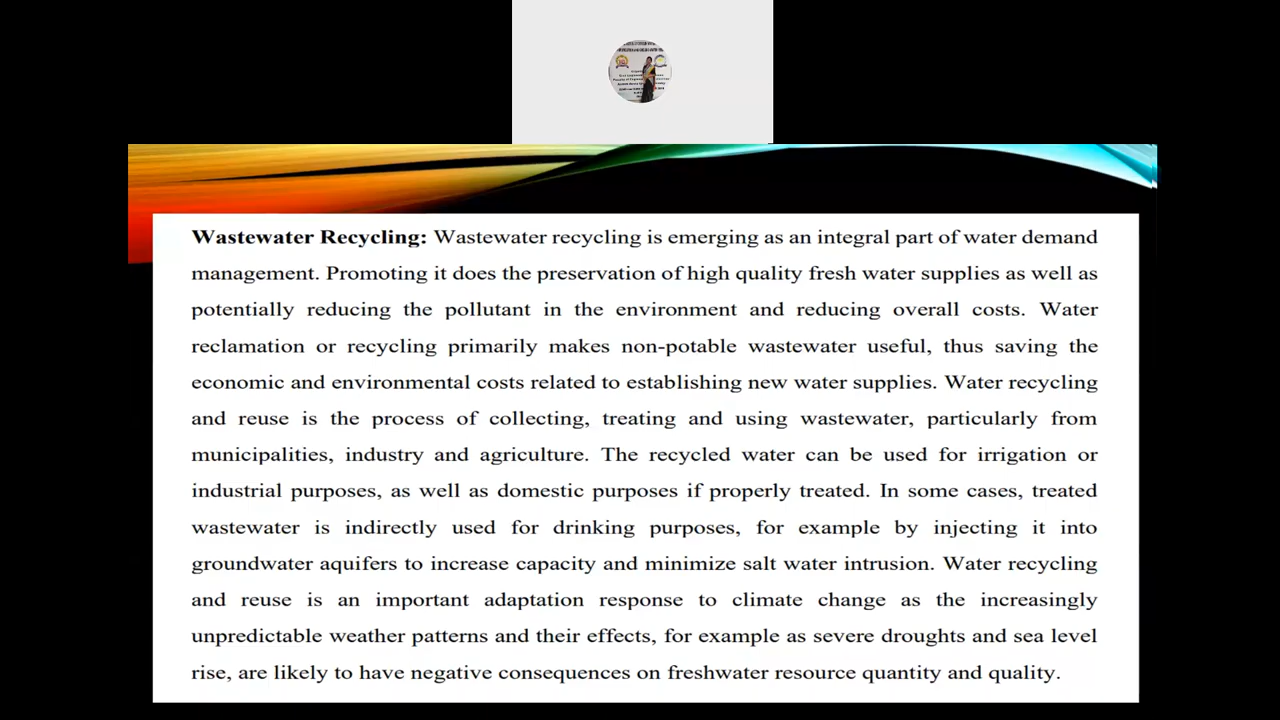 Wastewater Recycling: Wastewater recycling is emerging as an integral part of water demand
management. Promoting it does the preservation of high quality fresh water supplies as well as
potentially reducing the pollutant in the environment and reducing overall costs. Water
reclamation or recycling primarily makes non-potable wastewater useful, thus saving the
economic and environmental costs related to establishing new water supplies. Water recycling
and reuse is the process of collecting, treating and using wastewater, particularly from
municipalities, industry and agriculture. The recycled water can be used for irrigation or
industrial purposes, as well as domestic purposes if properly treated. In some cases, treated
wastewater is indirectly used for drinking purposes, for example by injecting it into
groundwater aquifers to increase capacity and minimize salt water intrusion. Water recycling
and reuse is an important adaptation response to climate change as the increasingly
unpredictable weather patterns and their effects, for example as severe droughts and sea level
rise, are likely to have negative consequences on freshwater resource quantity and quality.